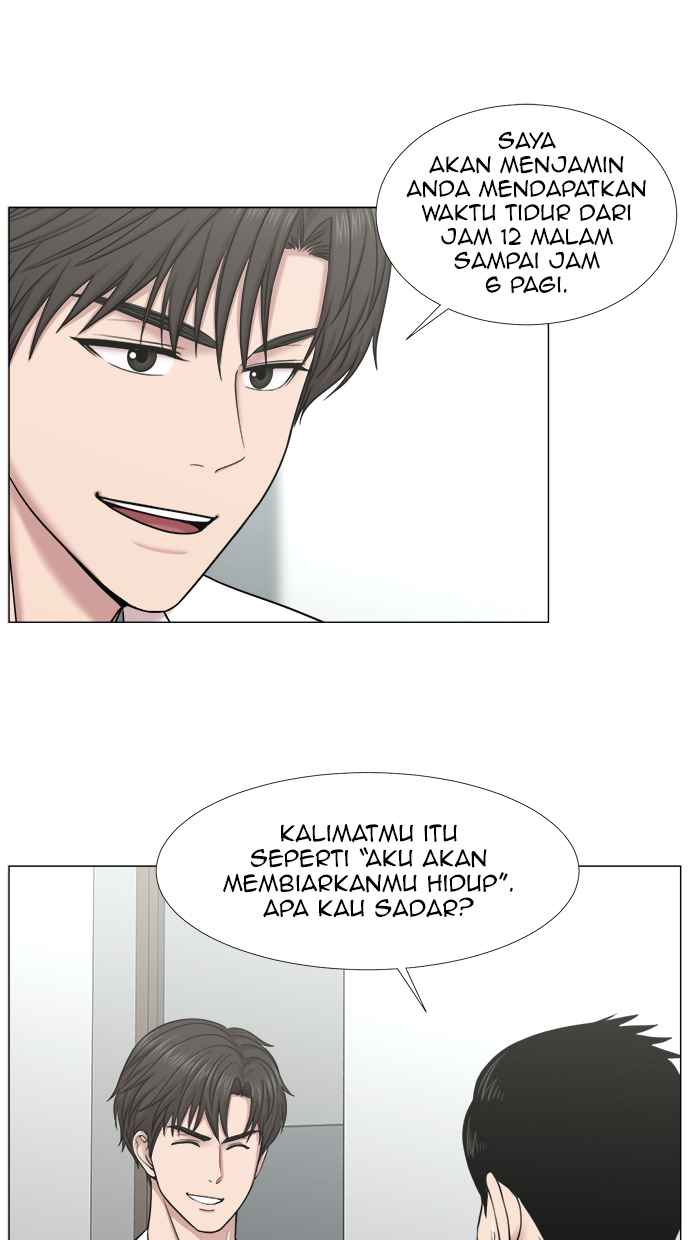 SAYA
AKAN MENJAMIN
ANDA MENDAPATKAN
WAKTU TIDUR DARI
JAM 12 MALAM
SAMPAI JAM
6 PAGI.
KALIMATMU ITU
SEPERTI "AKU AKAN
MEMBIARKANMU HIDUP".
APA KAU SADAR?